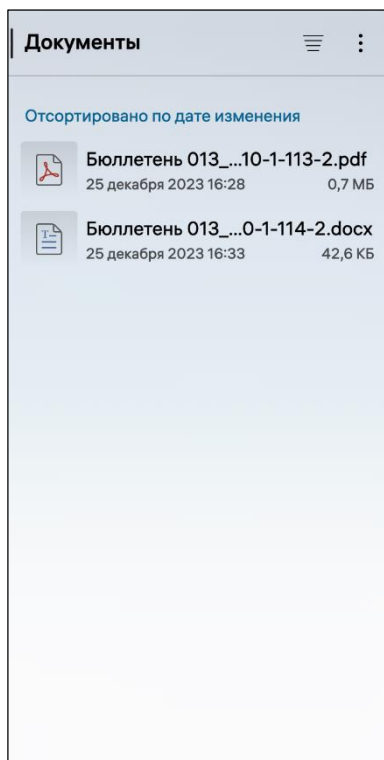 Документы
Отсортировано по дате изменения
Бюллетень 013_...10-1-113-2.pdf
25 декабря 2023 16:28 0,7 МБ
Бюллетень 013_...0-1-114-2.docx
25 декабря 2023 16:33 42,6 КБ